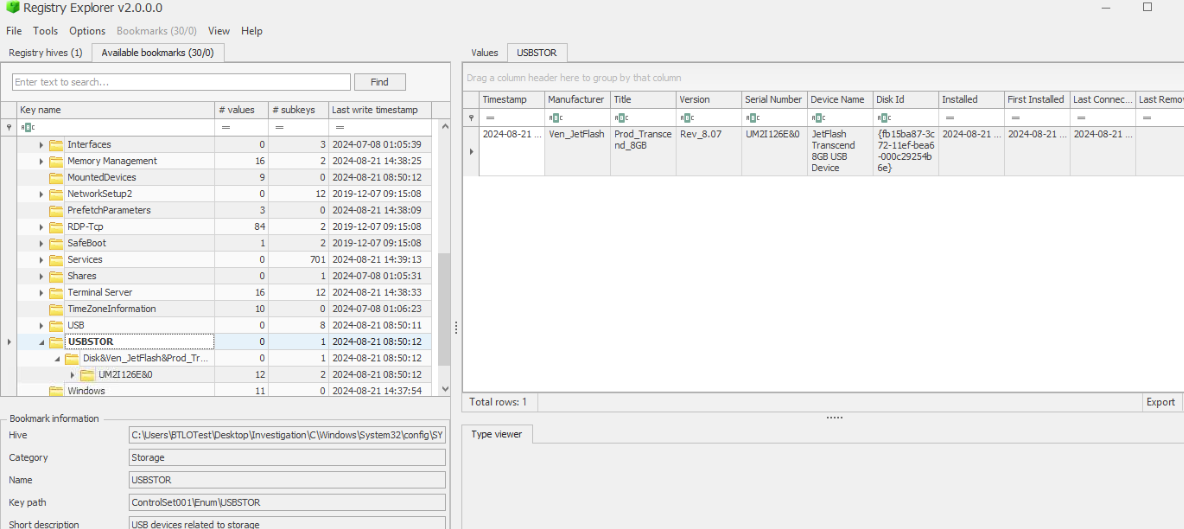 Registry Explorer v2.0.0.0
File Tools Options Bookmarks (30/0) View Help
Registry hives (1) Available bookmarks (30/0)
Enter text to search... Find
Key name # values # subkeys Last write timestamp
Interfaces 0 3 2024-07-08 01:05:39
Memory Management 16 2 2024-08-21 14:38:25
MountedDevices 9 0 2024-08-21 08:50:12
NetworkSetup2 0 12 2019-12-07 09:15:08
PrefetchParameters 3 0 2024-08-21 14:38:09
RDP-Tcp 84 2 2019-12-07 09:15:08
SafeBoot 1 2 2019-12-07 09:15:08
Services 0 701 2024-08-21 14:39:13
Shares 0 1 2024-07-08 01:05:31
Terminal Server 16 12 2024-08-21 14:38:33
TimeZoneInformation 10 0 2024-07-08 01:06:23
USB 0 8 2024-08-21 08:50:11
USBSTOR 0 1 2024-08-21 08:50:12
Disk&Ven_JetFlash&Prod_Tr... 0 1 2024-08-21 08:50:12
UM2I126E&0 12 2 2024-08-21 08:50:12
Windows 11 0 2024-08-21 14:37:54
Bookmark information
Hive C:\Users\BTLOTest\Desktop\Investigation\C\Windows\System32\config\SY
Category Storage
Name USBSTOR
Key path ControlSet001\Enum\USBSTOR
Short description USB devices related to storage
Values USBSTOR
Drag a column header here to group by that column
Timestamp Manufacturer Title Version Serial Number Device Name Disk Id Installed First Installed Last Connec... Last Remov
2024-08-21 ... Ven_JetFlash Prod_Transce Rev_8.07 UM2I126E&0 JetFlash {fb15ba87-3c 2024-08-21 ... 2024-08-21 ... 2024-08-21 ...
nd_8GB Transcend 72-11ef-bea6
8GB USB -000c29254b
Device 6e}
Total rows: 1 Export
Type viewer